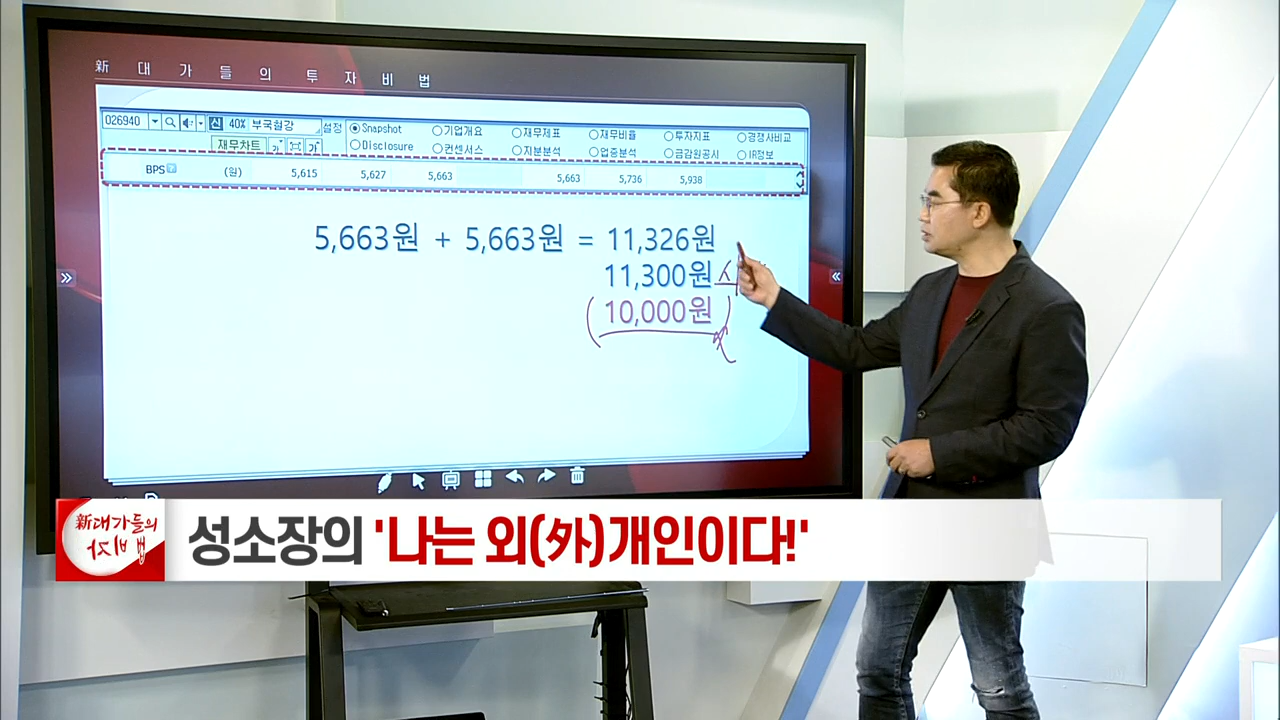 新 대 가 들 의 투 자 비 법
026940 신 40% 부국철강 설정 Snapshot 기업개요 재무제표 재무비율 투자지표 경쟁사비교
재무차트 Disclosure 컨센서스 지분분석 업종분석 금감원공시 IR정보
BPS (원) 5,615 5,627 5,663 5,663 5,736 5,938
5,663원 + 5,663원 = 11,326원
11,300원
(10,000원)
新대가들의
성소장의 '나는 외(外)개인이다!'